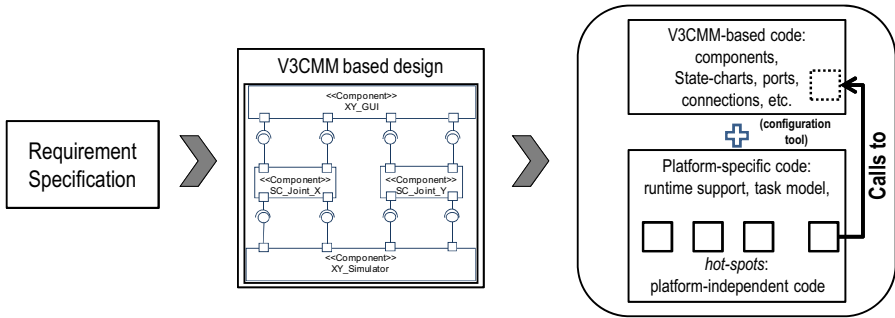 Requirement
Specification
V3CMM based design
<<Component>>
XY_GUI
<<Component>>
SC_Joint_X
<<Component>>
SC_Joint_Y
<<Component>>
XY_Simulator
V3CMM-based code:
components,
State-charts, ports,
connections, etc.
(configuration
tool)
Platform-specific code:
runtime support, task model,
hot-spots:
platform-independent code
Calls to